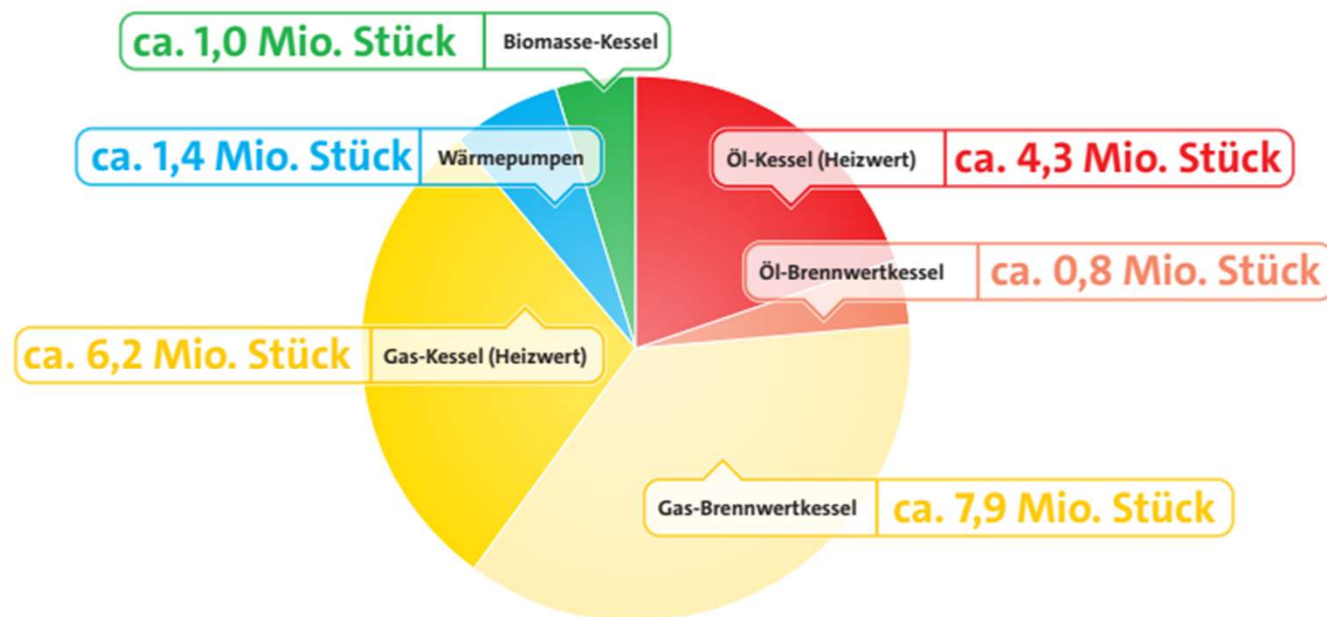 ca. 1,0 Mio. Stück Biomasse-Kessel
ca. 1,4 Mio. Stück Wärmepumpen
Öl-Kessel (Heizwert) ca. 4,3 Mio. Stück
Öl-Brennwertkessel ca. 0,8 Mio. Stück
ca. 6,2 Mio. Stück Gas-Kessel (Heizwert)
Gas-Brennwertkessel ca. 7,9 Mio. Stück